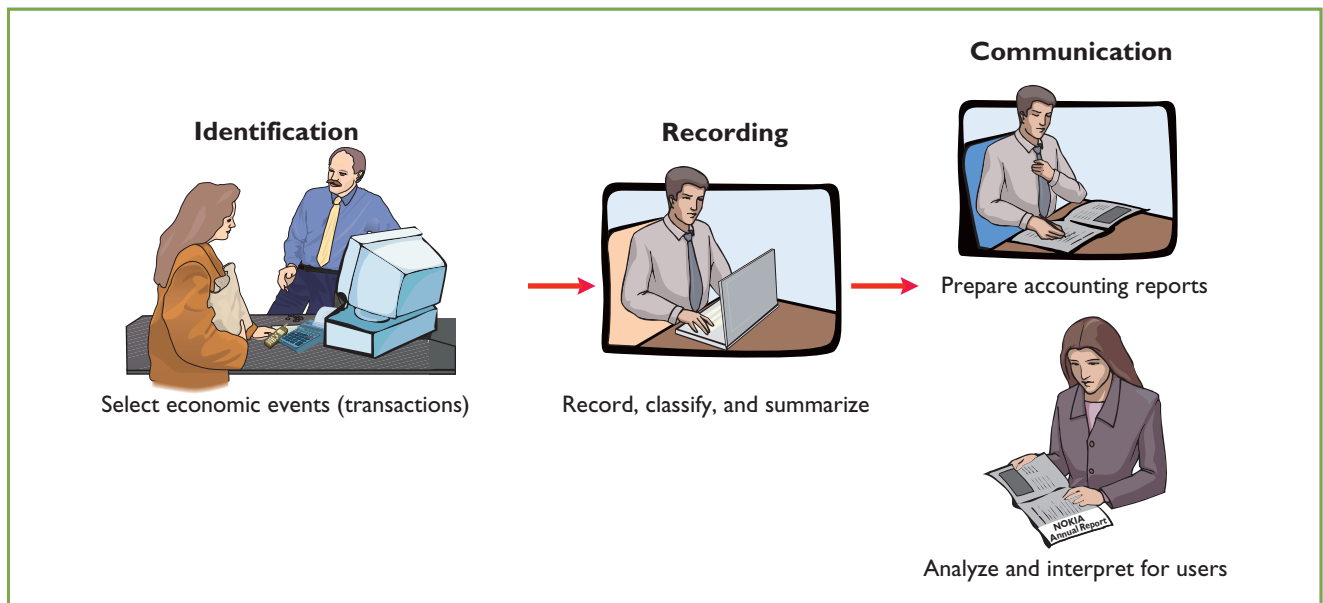 Identification
Select economic events (transactions)
Recording
Record, classify, and summarize
Communication
Prepare accounting reports
NOKIA
Annual Report
Analyze and interpret for users